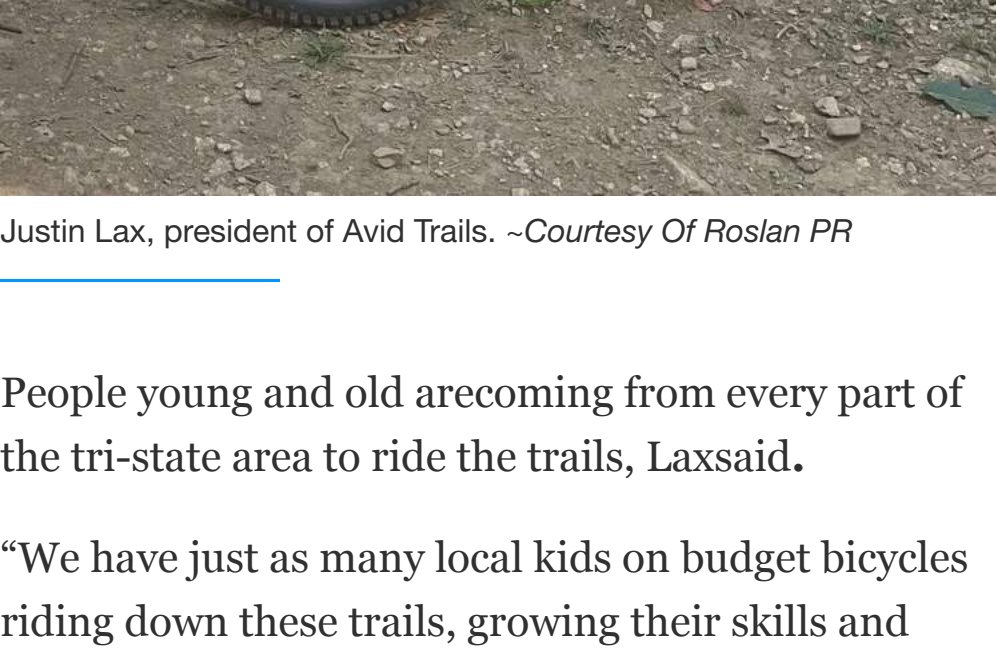 Justin Lax, president of Avid Trails. ~Courtesy Of Roslan PR
People young and old arecoming from every part of
the tri-state area to ride the trails, Laxsaid.
“We have just as many local kids on budget bicycles
riding down these trails, growing their skills and